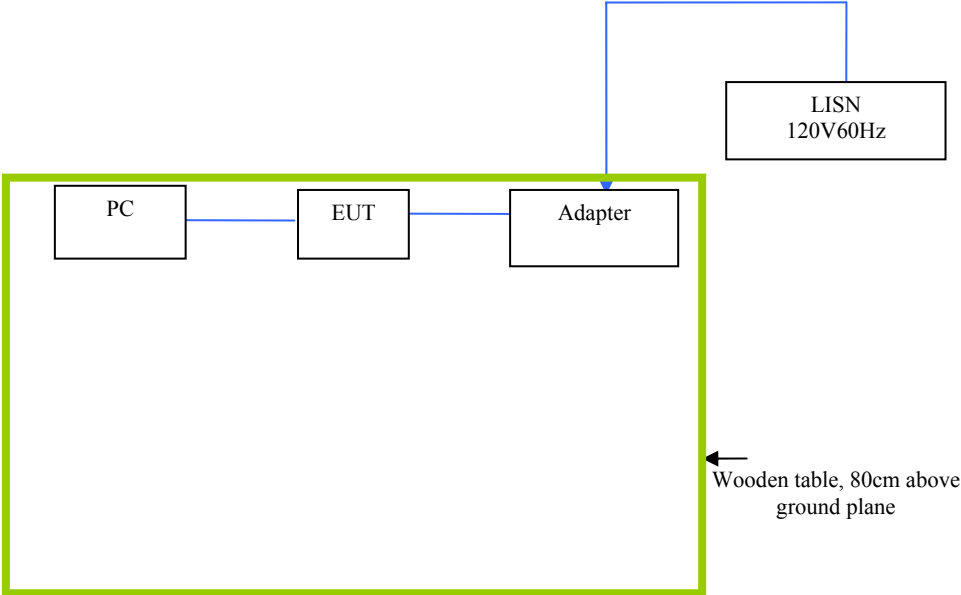 LISN
120V60Hz
PC
EUT
Adapter
Wooden table, 80cm above
ground plane